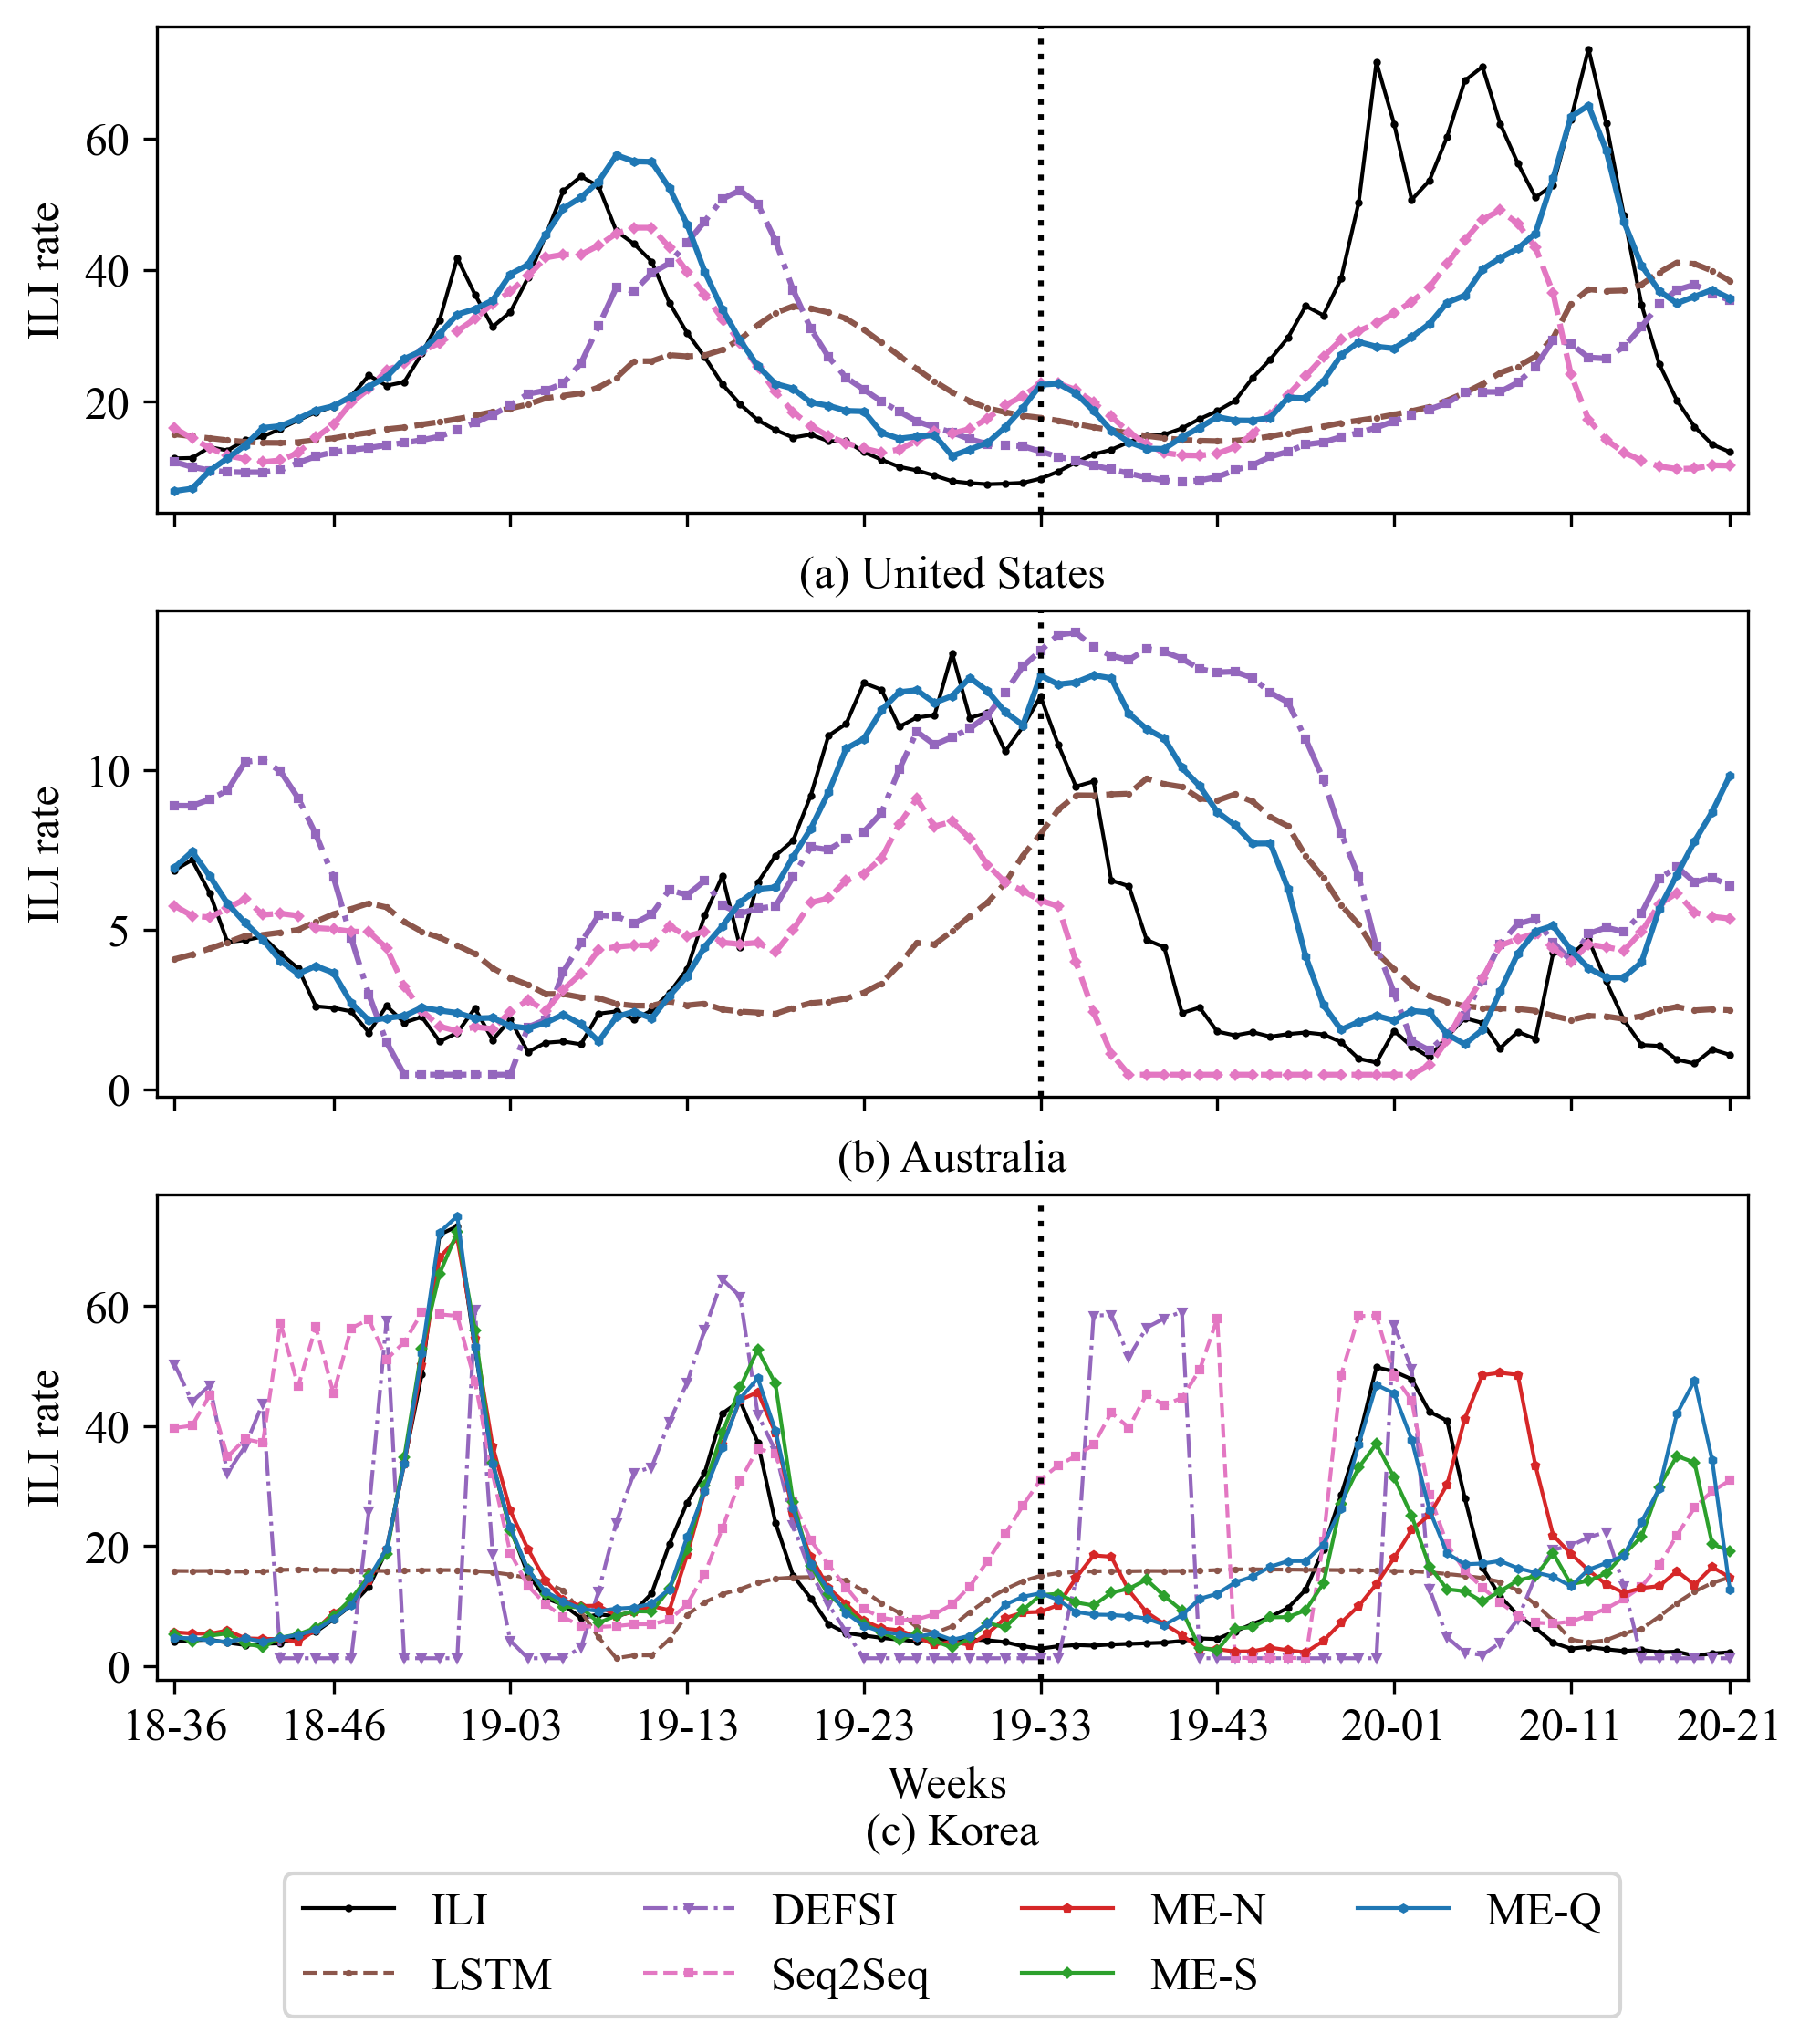 60
40
20
ILI rate
(a) United States
10
5
0
ILI rate
(b) Australia
60
40
20
0
ILI rate
18-36 18-46 19-03 19-13 19-23 19-33 19-43 20-01 20-11 20-21
Weeks
(c) Korea
ILI DEFSI ME-N ME-Q
LSTM Seq2Seq ME-S